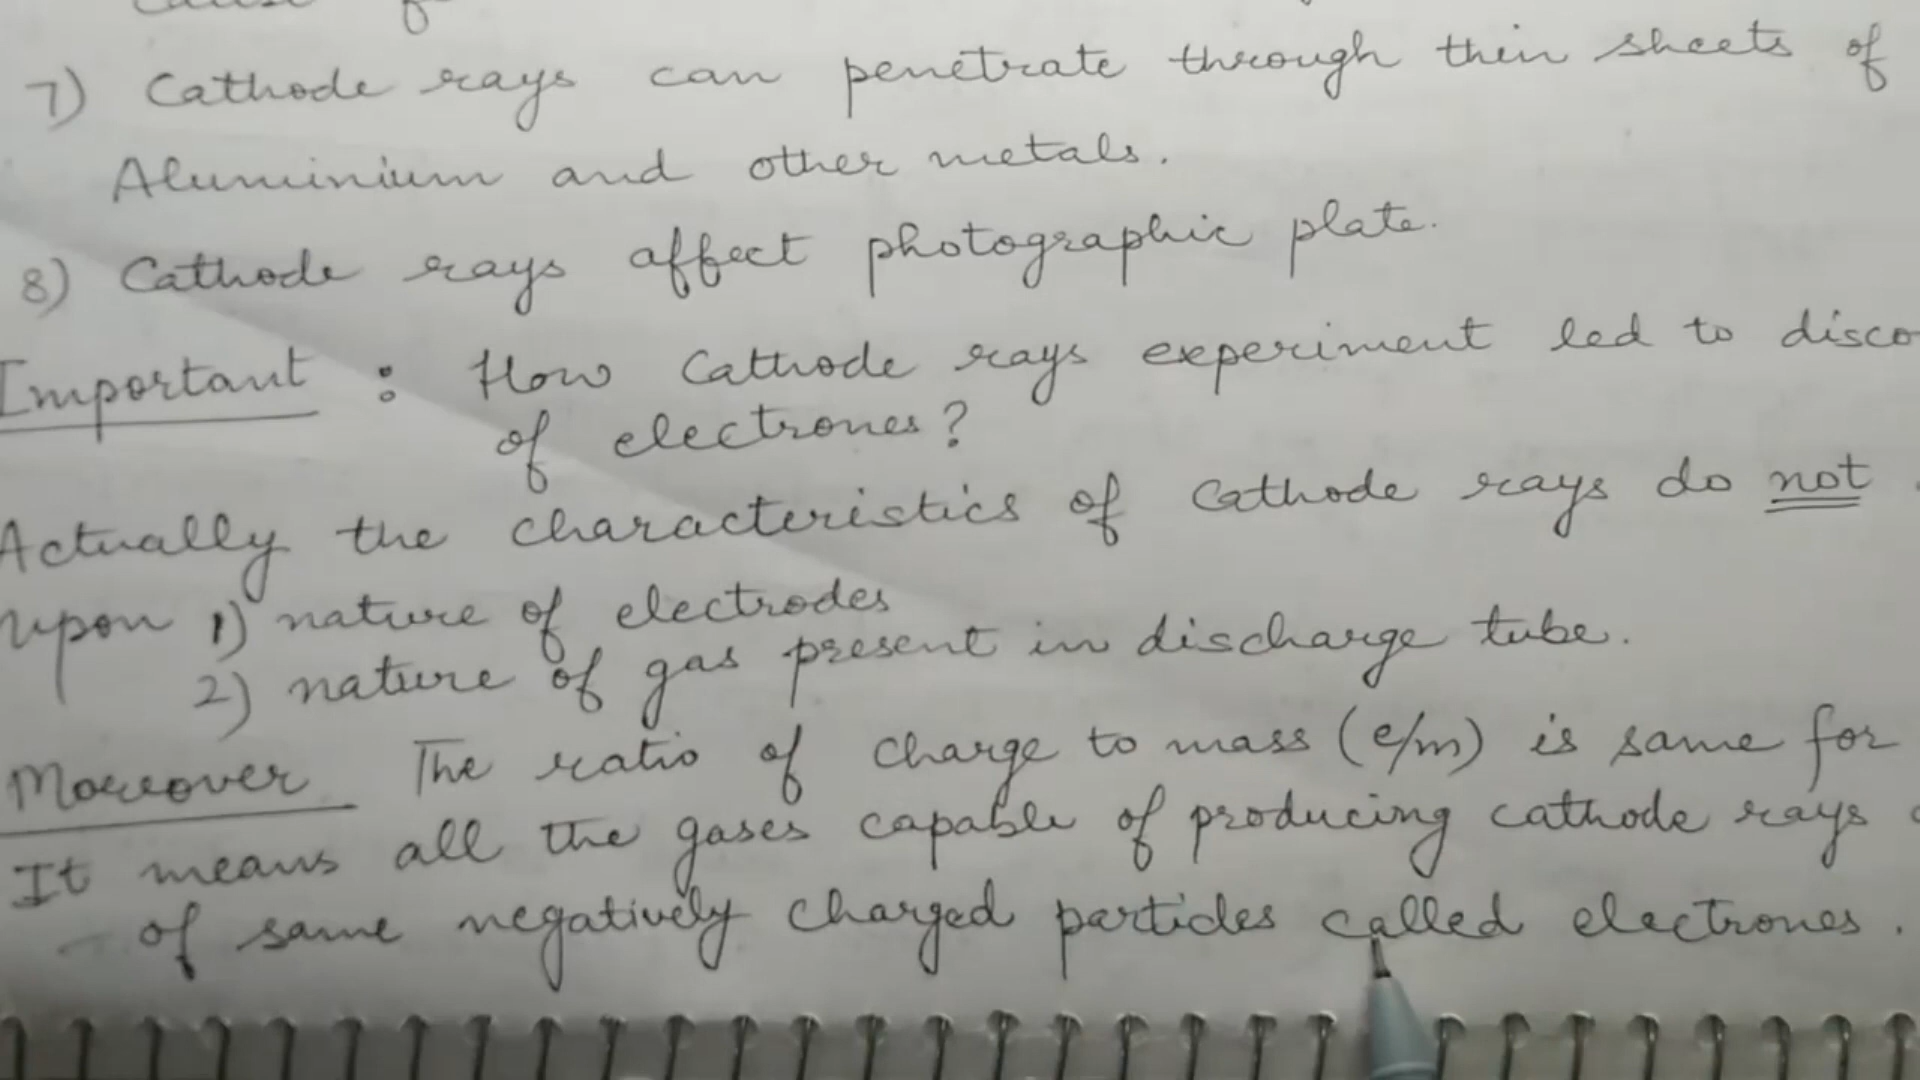 7) Cathode rays can penetrate through thin sheets of
Aluminium and other metals.
8) Cathode rays affect photographic plate.
Important : How Cathode rays experiment led to disco
of electrones?
Actually the characteristics of Cathode rays do not
upon 1) nature of electrodes
2) nature of gas present in discharge tube.
Moreover The ratio of charge to mass (e/m) is same for
It means all the gases capable of producing cathode rays
of same negatively charged particles called electrones.